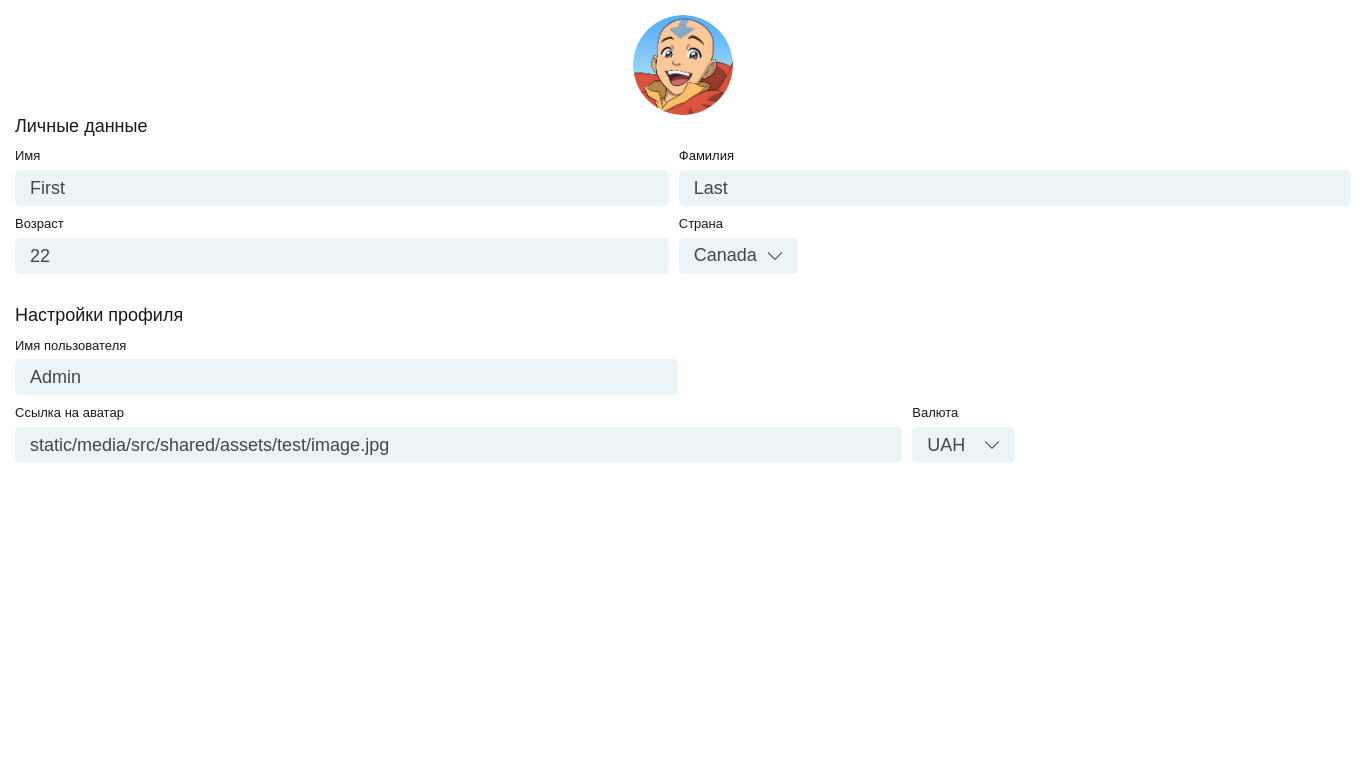 Личные данные
Имя Фамилия
First Last
Возраст Страна
22 Canada
Настройки профиля
Имя пользователя
Admin
Ссылка на аватар Валюта
static/media/src/shared/assets/test/image.jpg UAH